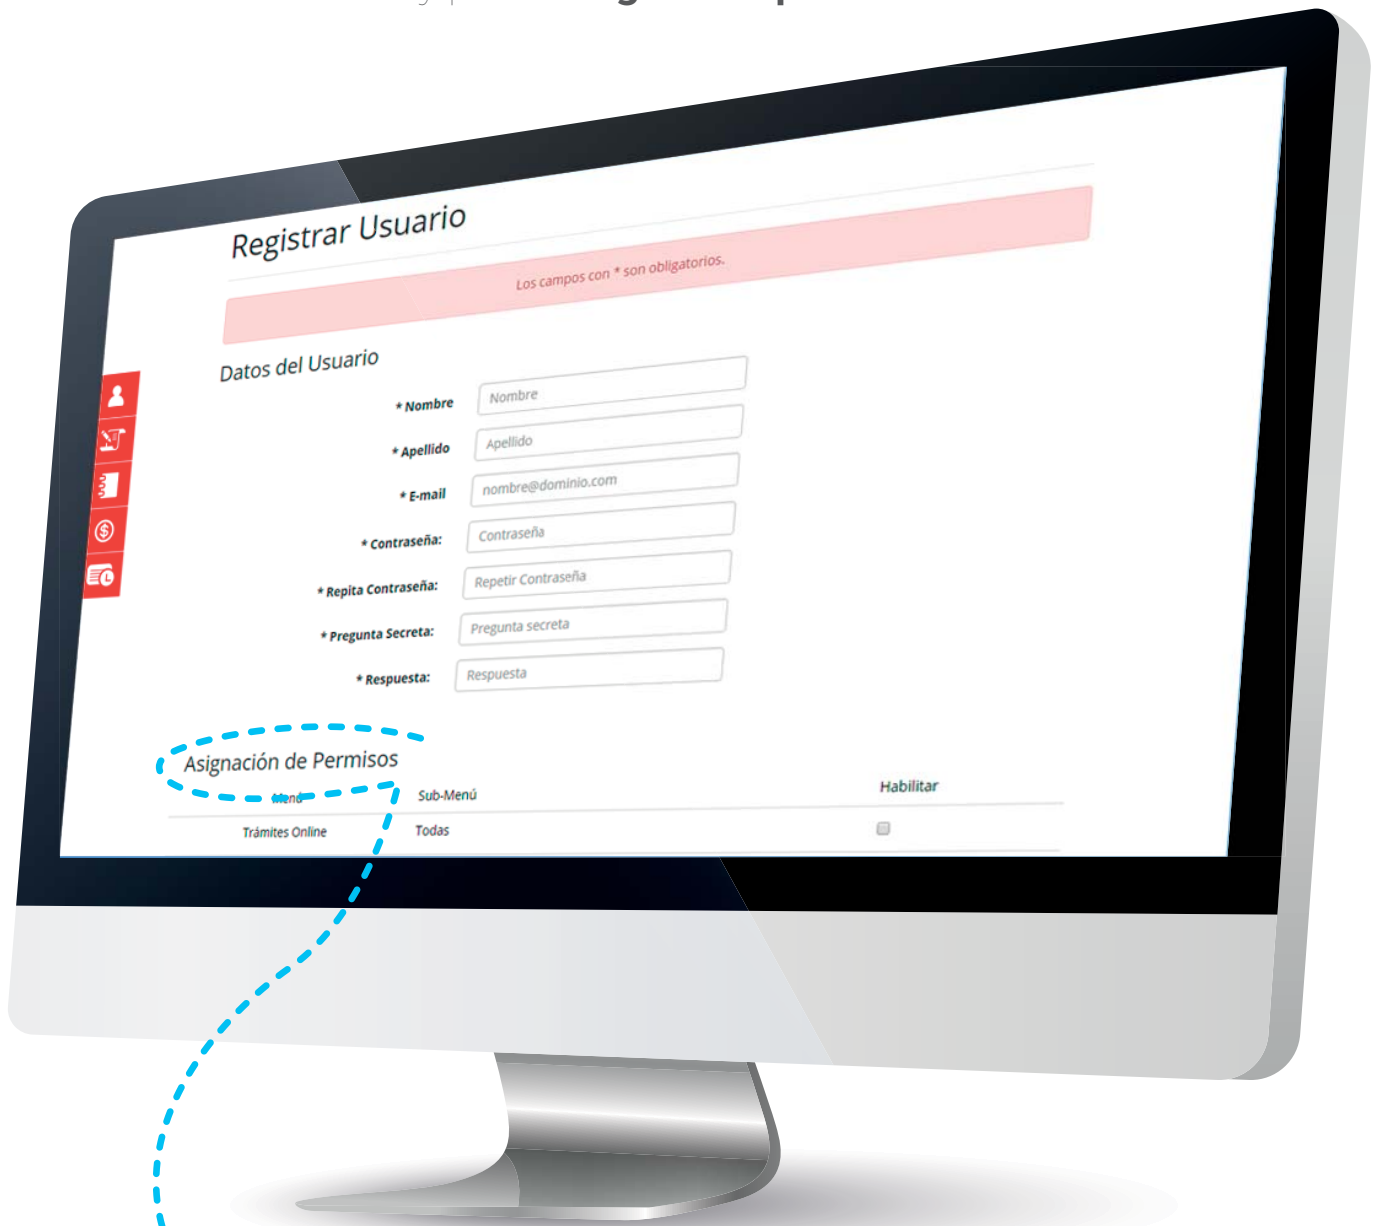 Registrar Usuario
Los campos con * son obligatorios.
Datos del Usuario
* Nombre Nombre
* Apellido Apellido
* E-mail nombre@dominio.com
* Contraseña: Contraseña
* Repita Contraseña: Repetir Contraseña
* Pregunta Secreta: Pregunta secreta
* Respuesta: Respuesta
Asignación de Permisos
Menú Sub-Menú Habilitar
Trámites Online Todas